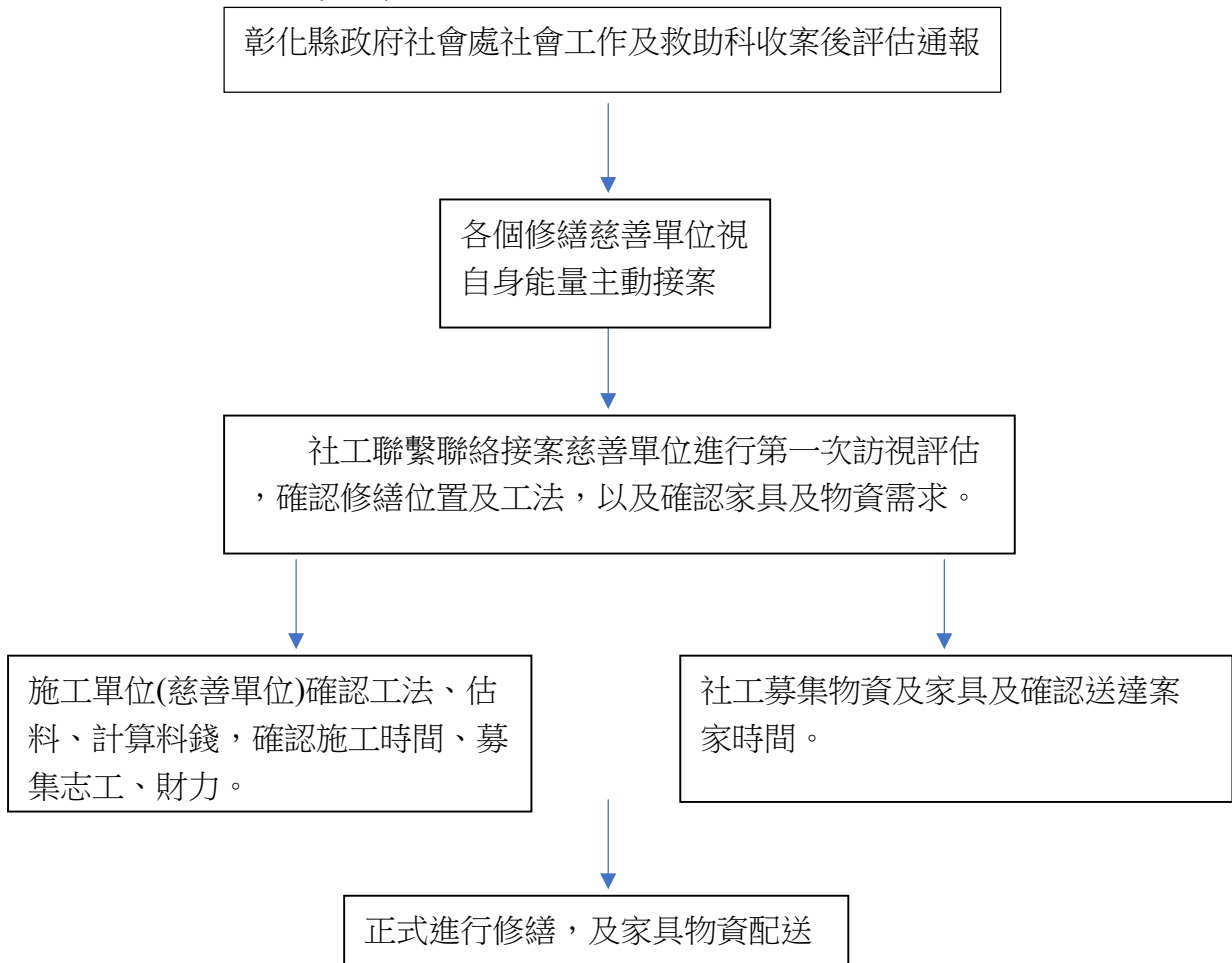 彰化縣政府社會處社會工作及救助科收案後評估通報
各個修繕慈善單位視
自身能量主動接案
社工聯繫聯絡接案慈善單位進行第一次訪視評估
，確認修繕位置及工法，以及確認家具及物資需求。
施工單位(慈善單位)確認工法、估
料、計算料錢，確認施工時間、募
集志工、財力。
社工募集物資及家具及確認送達案
家時間。
正式進行修繕，及家具物資配送